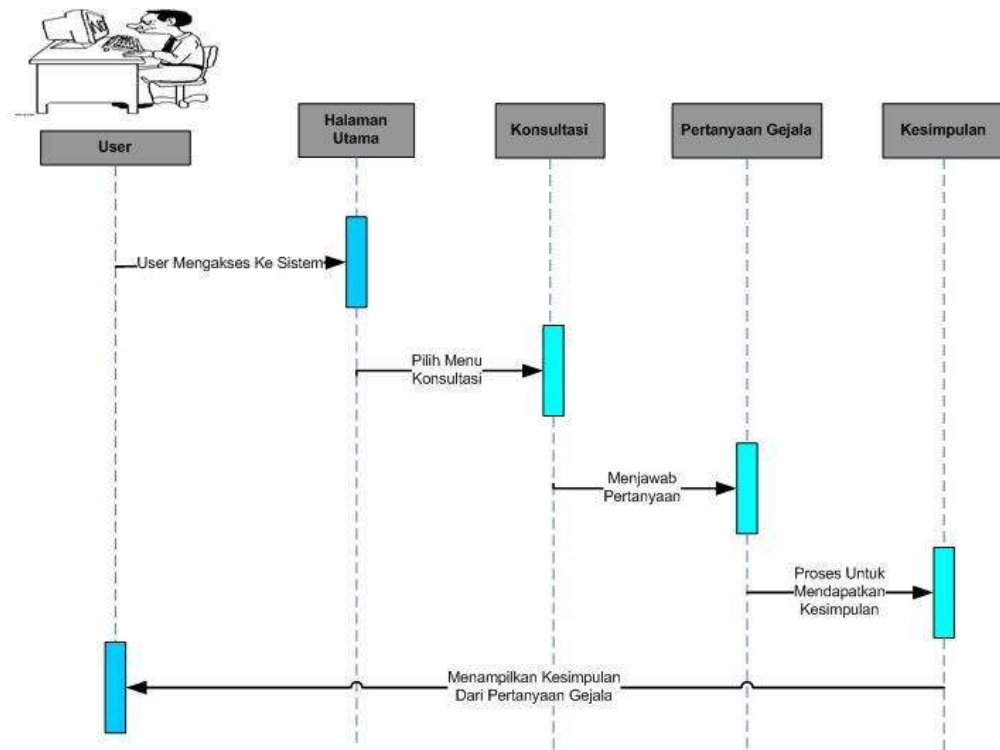 User
Halaman
Utama
Konsultasi
Pertanyaan Gejala
Kesimpulan
User Mengakses Ke Sistem
Pilih Menu
Konsultasi
Menjawab
Pertanyaan
Proses Untuk
Mendapatkan
Kesimpulan
Menampilkan Kesimpulan
Dari Pertanyaan Gejala